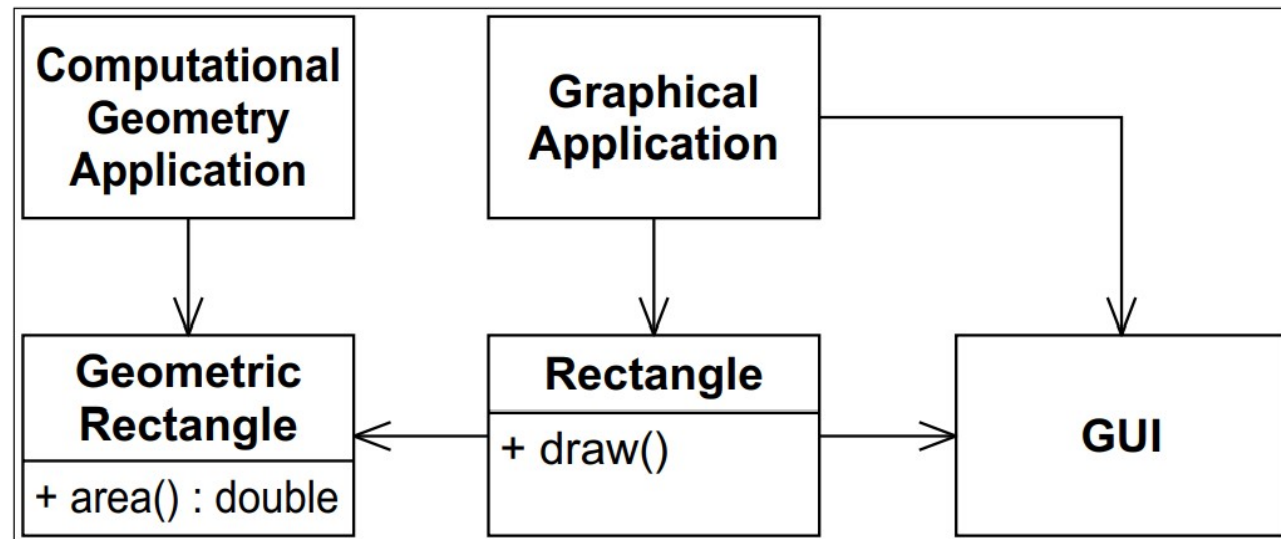 Computational
Geometry
Application
Graphical
Application
Geometric
Rectangle
+ area() : double
Rectangle
+ draw()
GUI